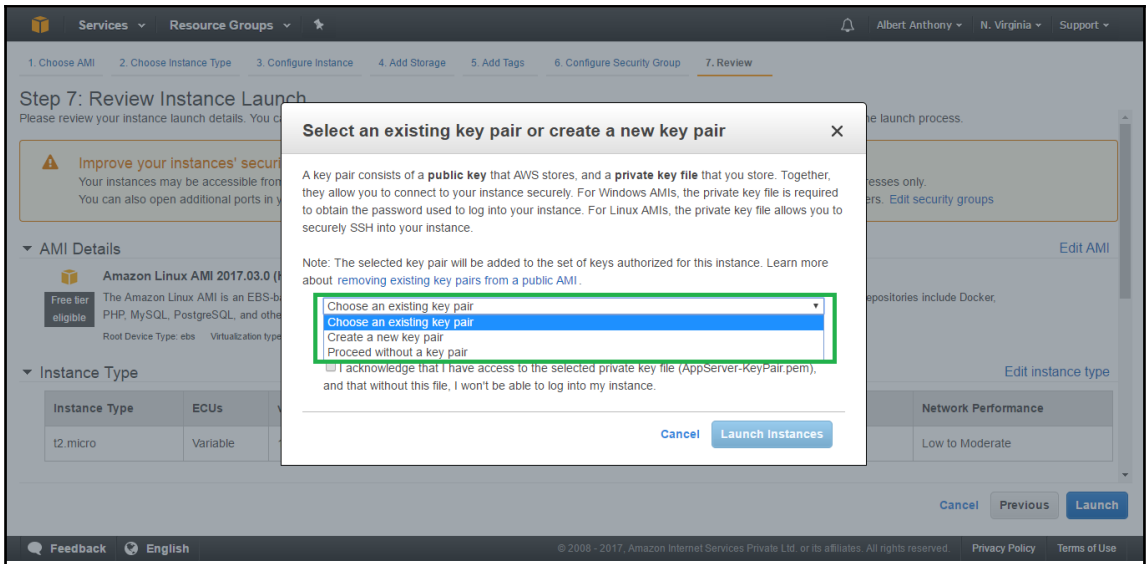 Services Resource Groups Albert Anthony N. Virginia Support
1. Choose AMI 2. Choose Instance Type 3. Configure Instance 4. Add Storage 5. Add Tags 6. Configure Security Group 7. Review
Step 7: Review Instance Launch
Please review your instance launch details. You he launch process.
Select an existing key pair or create a new key pair
A key pair consists of a public key that AWS stores, and a private key file that you store. Together,
they allow you to connect to your instance securely. For Windows AMIs, the private key file is required
to obtain the password used to log into your instance. For Linux AMIs, the private key file allows you to
securely SSH into your instance.
Note: The selected key pair will be added to the set of keys authorized for this instance. Learn more
about removing existing key pairs from a public AMI.
Choose an existing key pair
Choose an existing key pair
Create a new key pair
Proceed without a key pair
I acknowledge that I have access to the selected private key file (AppServer-KeyPair.pem),
and that without this file, I won't be able to log into my instance.
Cancel Launch Instances
Improve your instances' securi
Your instances may be accessible from resses only.
You can also open additional ports in y ers. Edit security groups
AMI Details Edit AMI
Amazon Linux AMI 2017.03.0 (H
Free tier
eligible
The Amazon Linux AMI is an EBS-ba epositories include Docker,
PHP, MySQL, PostgreSQL, and othe
Root Device Type: ebs Virtualization type
Instance Type Edit instance type
Instance Type ECUs Network Performance
t2.micro Variable Low to Moderate
Cancel Previous Launch
Feedback English © 2008 - 2017, Amazon Internet Services Private Ltd. or its affiliates. All rights reserved. Privacy Policy Terms of Use